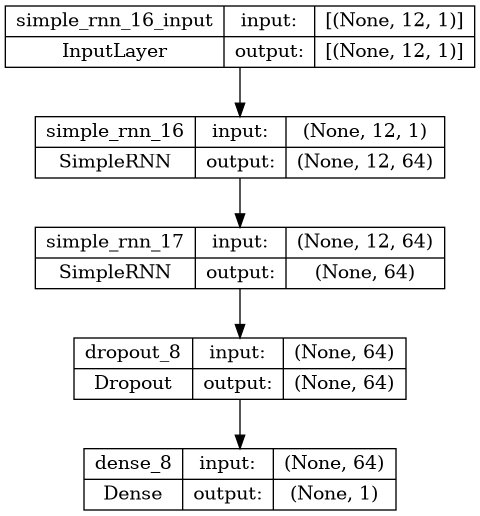 simple_rnn_16_input input: [(None, 12, 1)]
InputLayer output: [(None, 12, 1)]
simple_rnn_16 input: (None, 12, 1)
SimpleRNN output: (None, 12, 64)
simple_rnn_17 input: (None, 12, 64)
SimpleRNN output: (None, 64)
dropout_8 input: (None, 64)
Dropout output: (None, 64)
dense_8 input: (None, 64)
Dense output: (None, 1)